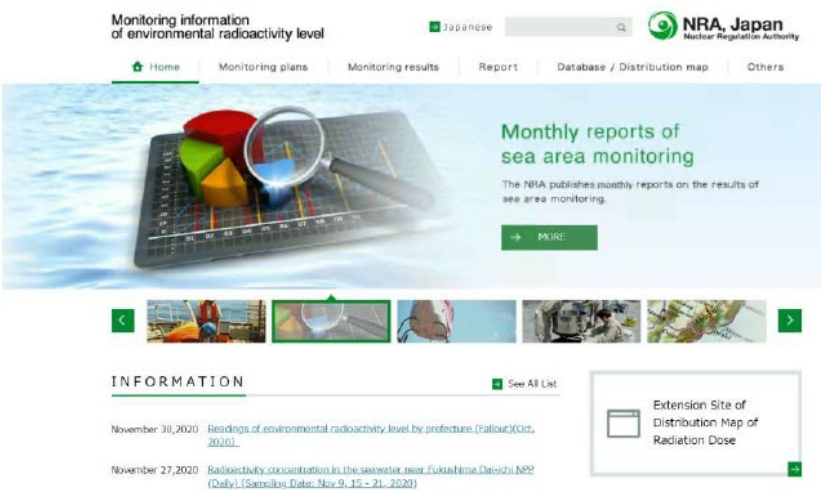 Monitoring information
of environmental radioactivity level
Japanese
NRA, Japan
Nuclear Regulation Authority
Home
Monitoring plans
Monitoring results
Report
Database / Distribution map
Others
Monthly reports of
sea area monitoring
The NRA publishes monthly reports on the results of
sea area monitoring.
MORE
INFORMATION
See All List
November 30,2020 Readings of environmental radioactivity level by prefecture (Fallout)(Oct,
2020)
November 27,2020 Radioactivity concentration in the seawater near Fukushima Dai-ichi NPP
(Daily) [Sampling Date: Nov 9, 15 - 21, 2020)
Extension Site of
Distribution Map of
Radiation Dose